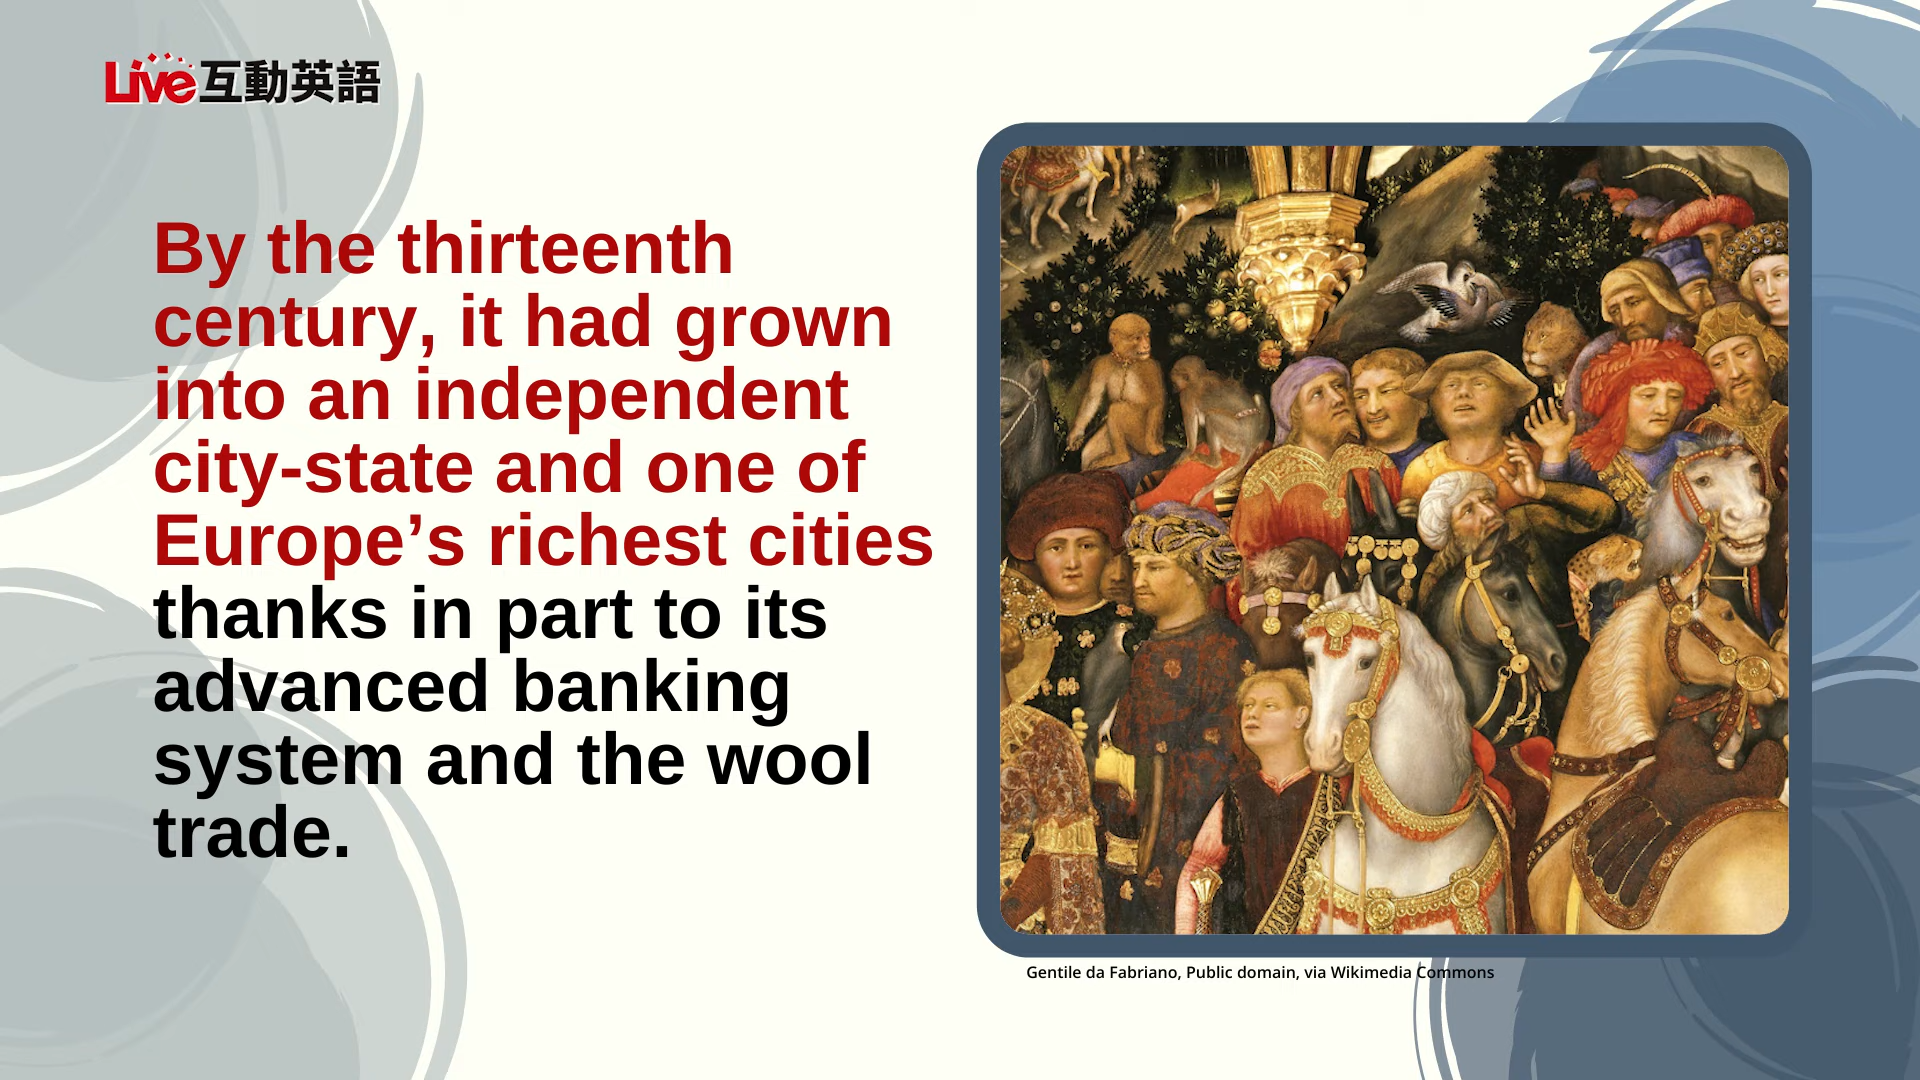 Live互動英語
By the thirteenth
century, it had grown
into an independent
city-state and one of
Europe’s richest cities
thanks in part to its
advanced banking
system and the wool
trade.
Gentile da Fabriano, Public domain, via Wikimedia Commons